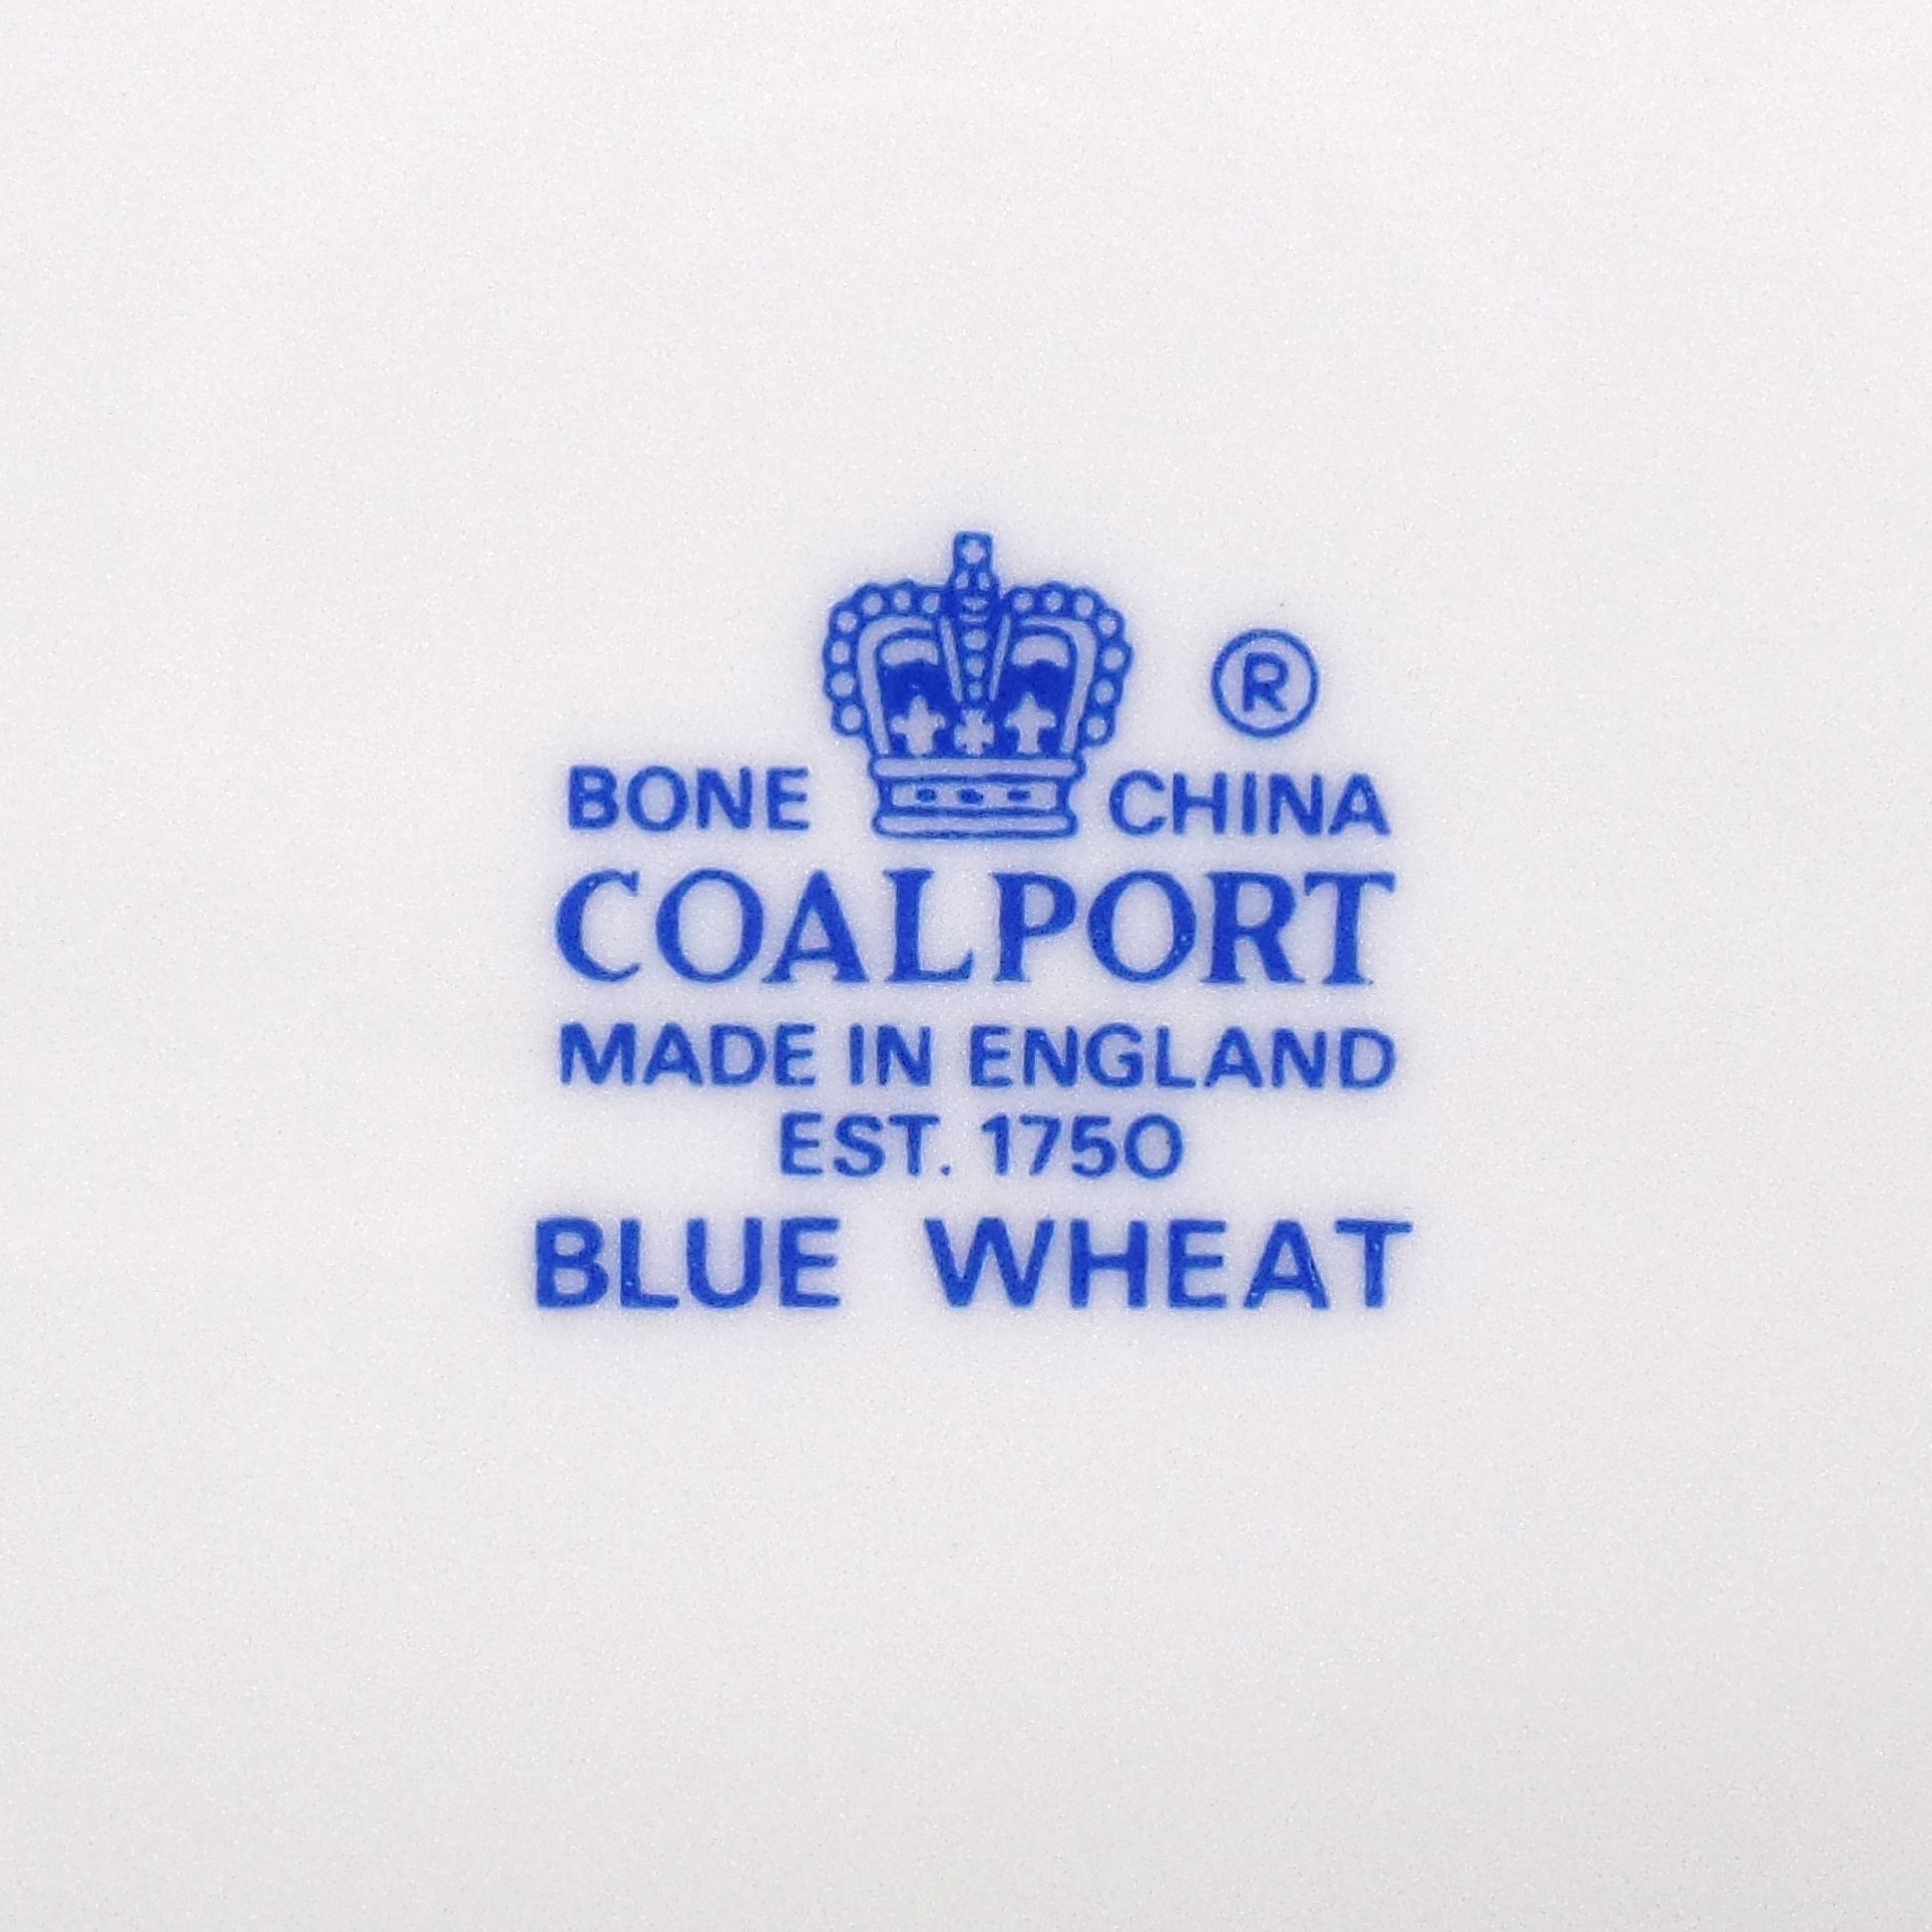 ®
BONE CHINA
COALPORT
MADE IN ENGLAND
EST. 1750
BLUE WHEAT